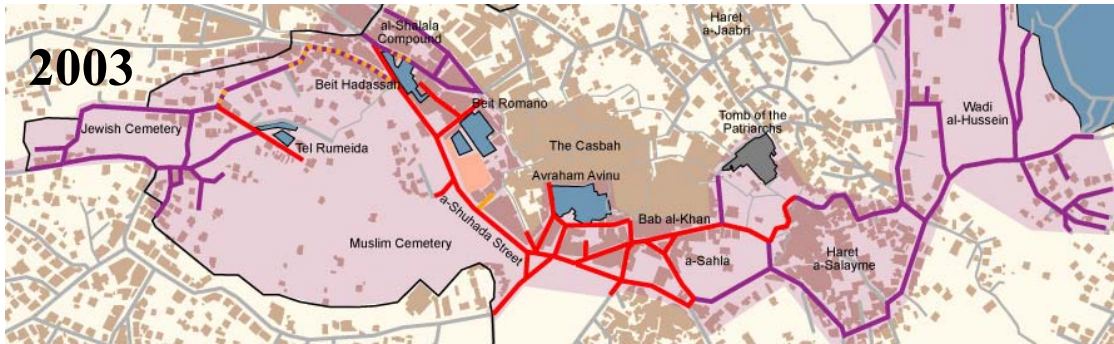 2003
al-Shalala
Compound
Haret
a-Jaabri
Beit Hadassah
Beit Romano
Jewish Cemetery
Tel Rumeida
The Casbah
Tomb of the
Patriarchs
Wadi
al-Hussein
Avraham Avinu
Bab al-Khan
Muslim Cemetery
a-Shuhada Street
a-Sahla
Haret
a-Salayme